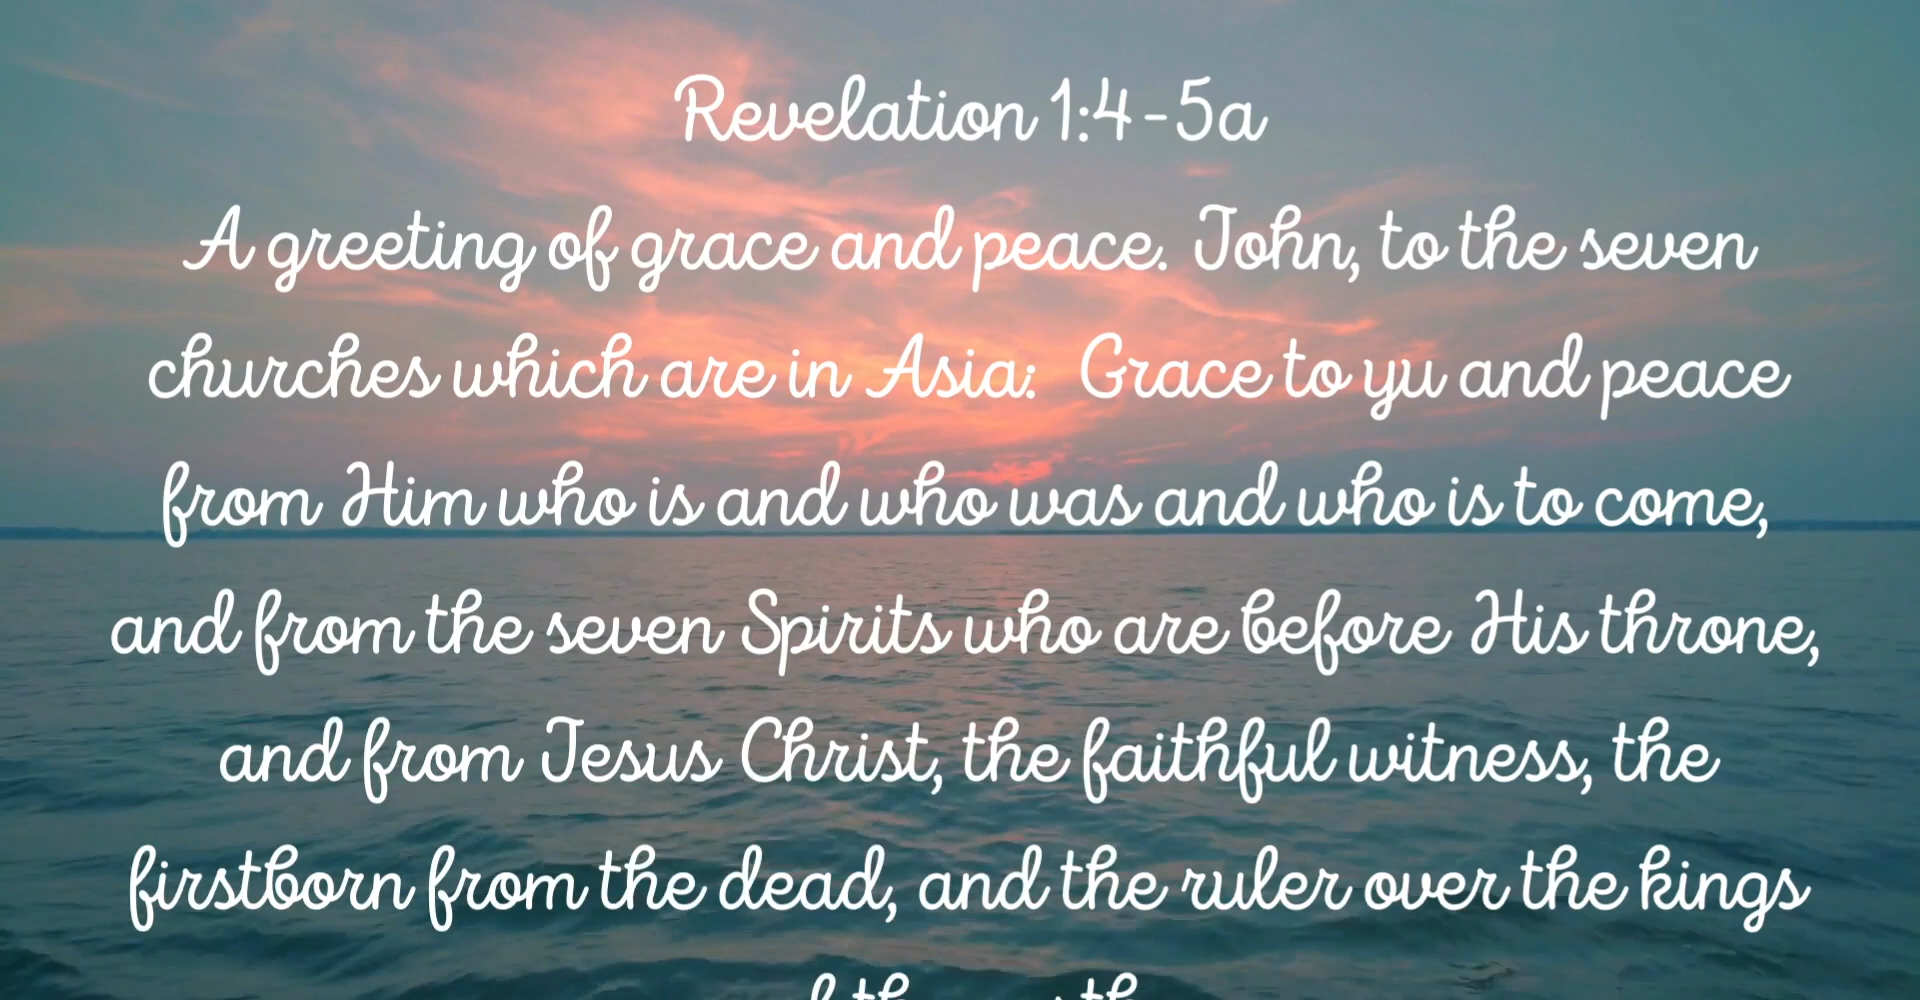 Revelation 1:4-5a
A greeting of grace and peace. John, to the seven
churches which are in Asia: Grace to yu and peace
from Him who is and who was and who is to come,
and from the seven Spirits who are before His throne,
and from Jesus Christ, the faithful witness, the
firstborn from the dead, and the ruler over the kings